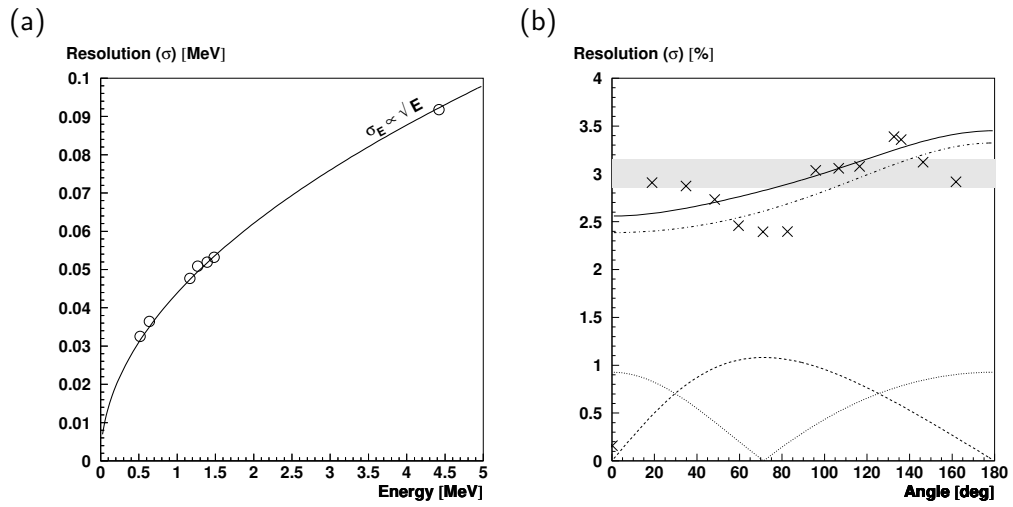 (a)
Resolution (σ) [MeV]
0.1
0.09
0.08
0.07
0.06
0.05
0.04
0.03
0.02
0.01
0
0 0.5 1 1.5 2 2.5 3 3.5 4 4.5 5
Energy [MeV]
σE ∝ √E
(b)
Resolution (σ) [%]
4
3.5
3
2.5
2
1.5
1
0.5
0
0 20 40 60 80 100 120 140 160 180
Angle [deg]